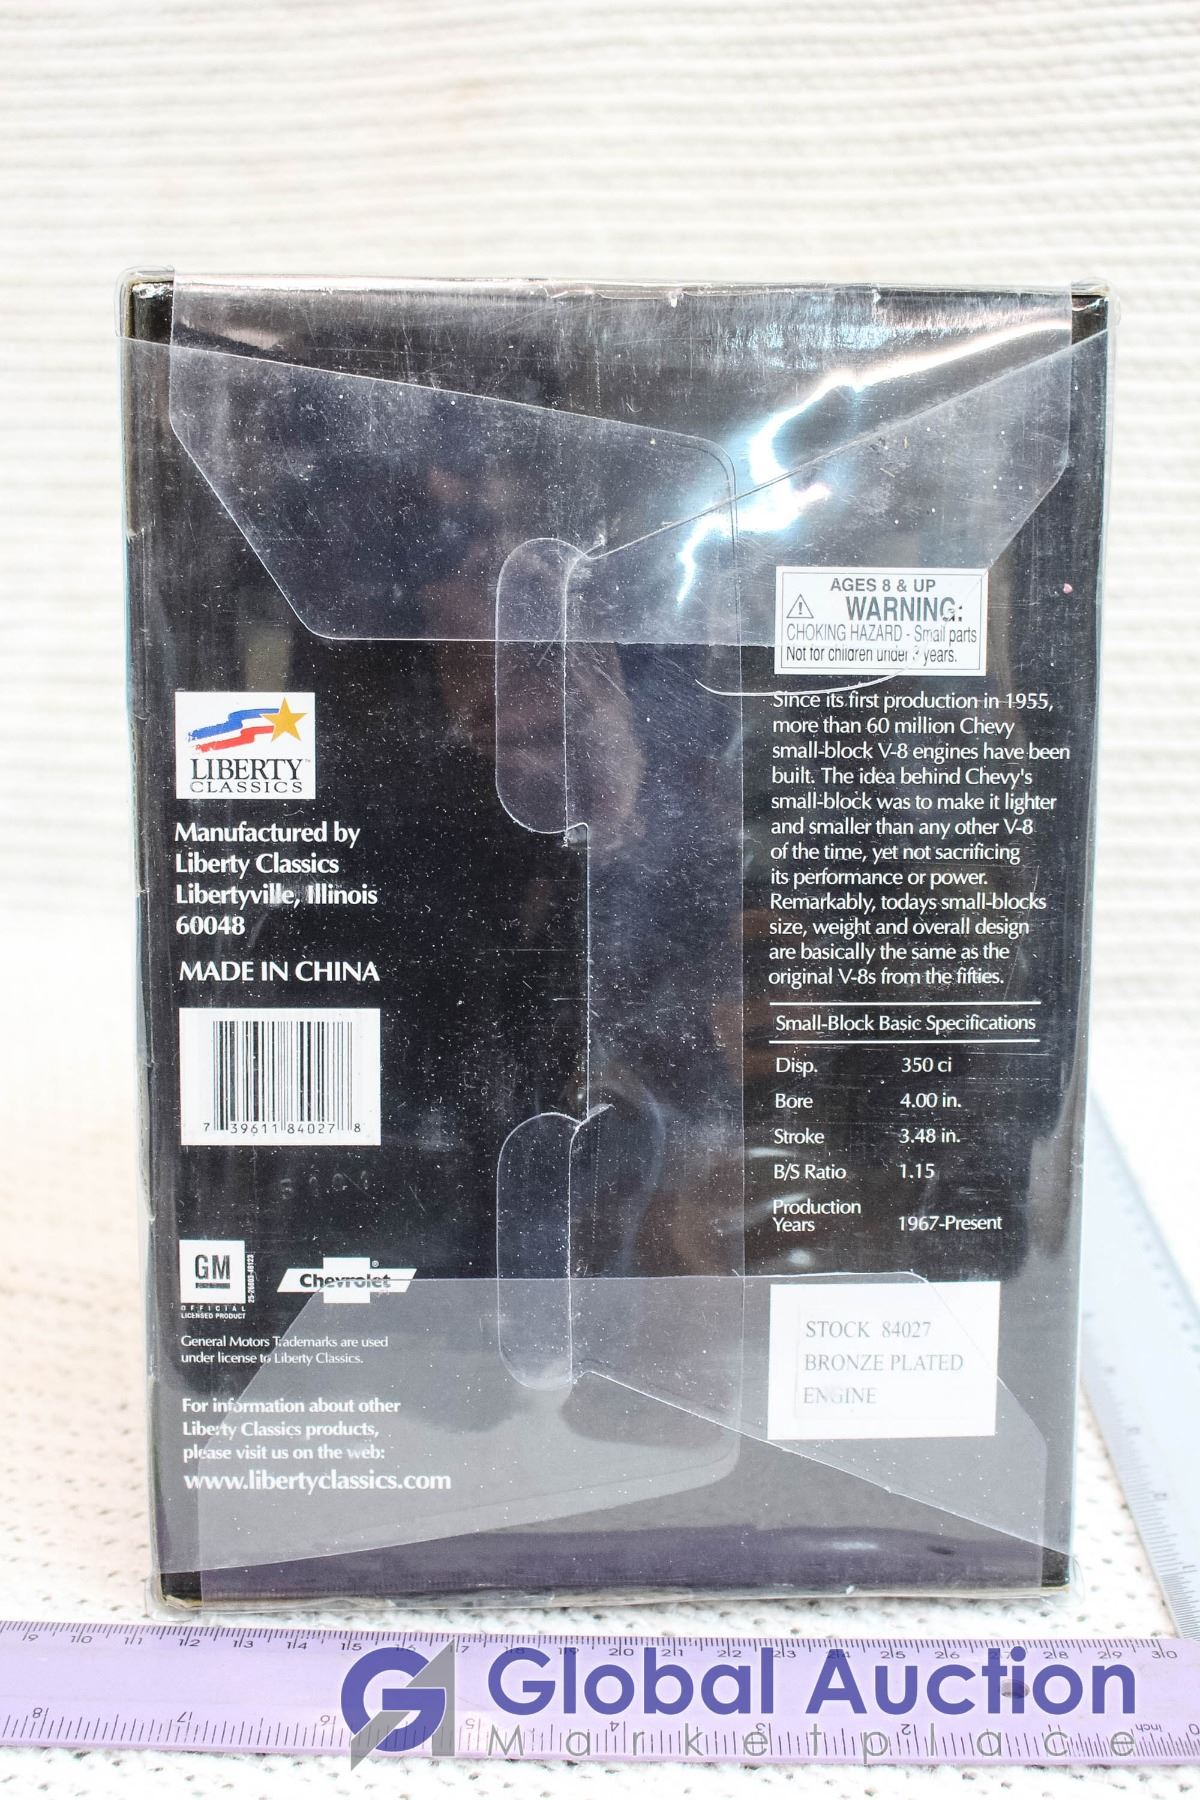 AGES 8 & UP
WARNING:
CHOKING HAZARD - Small parts
Not for children under 3 years.
LIBERTY™
CLASSICS
Manufactured by
Liberty Classics
Libertyville, Illinois
60048
MADE IN CHINA
7 39611 84027 8
GM
OFFICIAL
LICENSED PRODUCT
Chevrolet®
General Motors Trademarks are used
under license to Liberty Classics.
For information about other
Liberty Classics products,
please visit us on the web:
www.libertyclassics.com
Since its first production in 1955,
more than 60 million Chevy
small-block V-8 engines have been
built. The idea behind Chevy's
small-block was to make it lighter
and smaller than any other V-8
of the time, yet not sacrificing
its performance or power.
Remarkably, todays small-blocks
size, weight and overall design
are basically the same as the
original V-8s from the fifties.
Small-Block Basic Specifications
Disp. 350 ci
Bore 4.00 in.
Stroke 3.48 in.
B/S Ratio 1.15
Production
Years 1967-Present
STOCK 84027
BRONZE PLATED
ENGINE
Global Auction
Marketplace